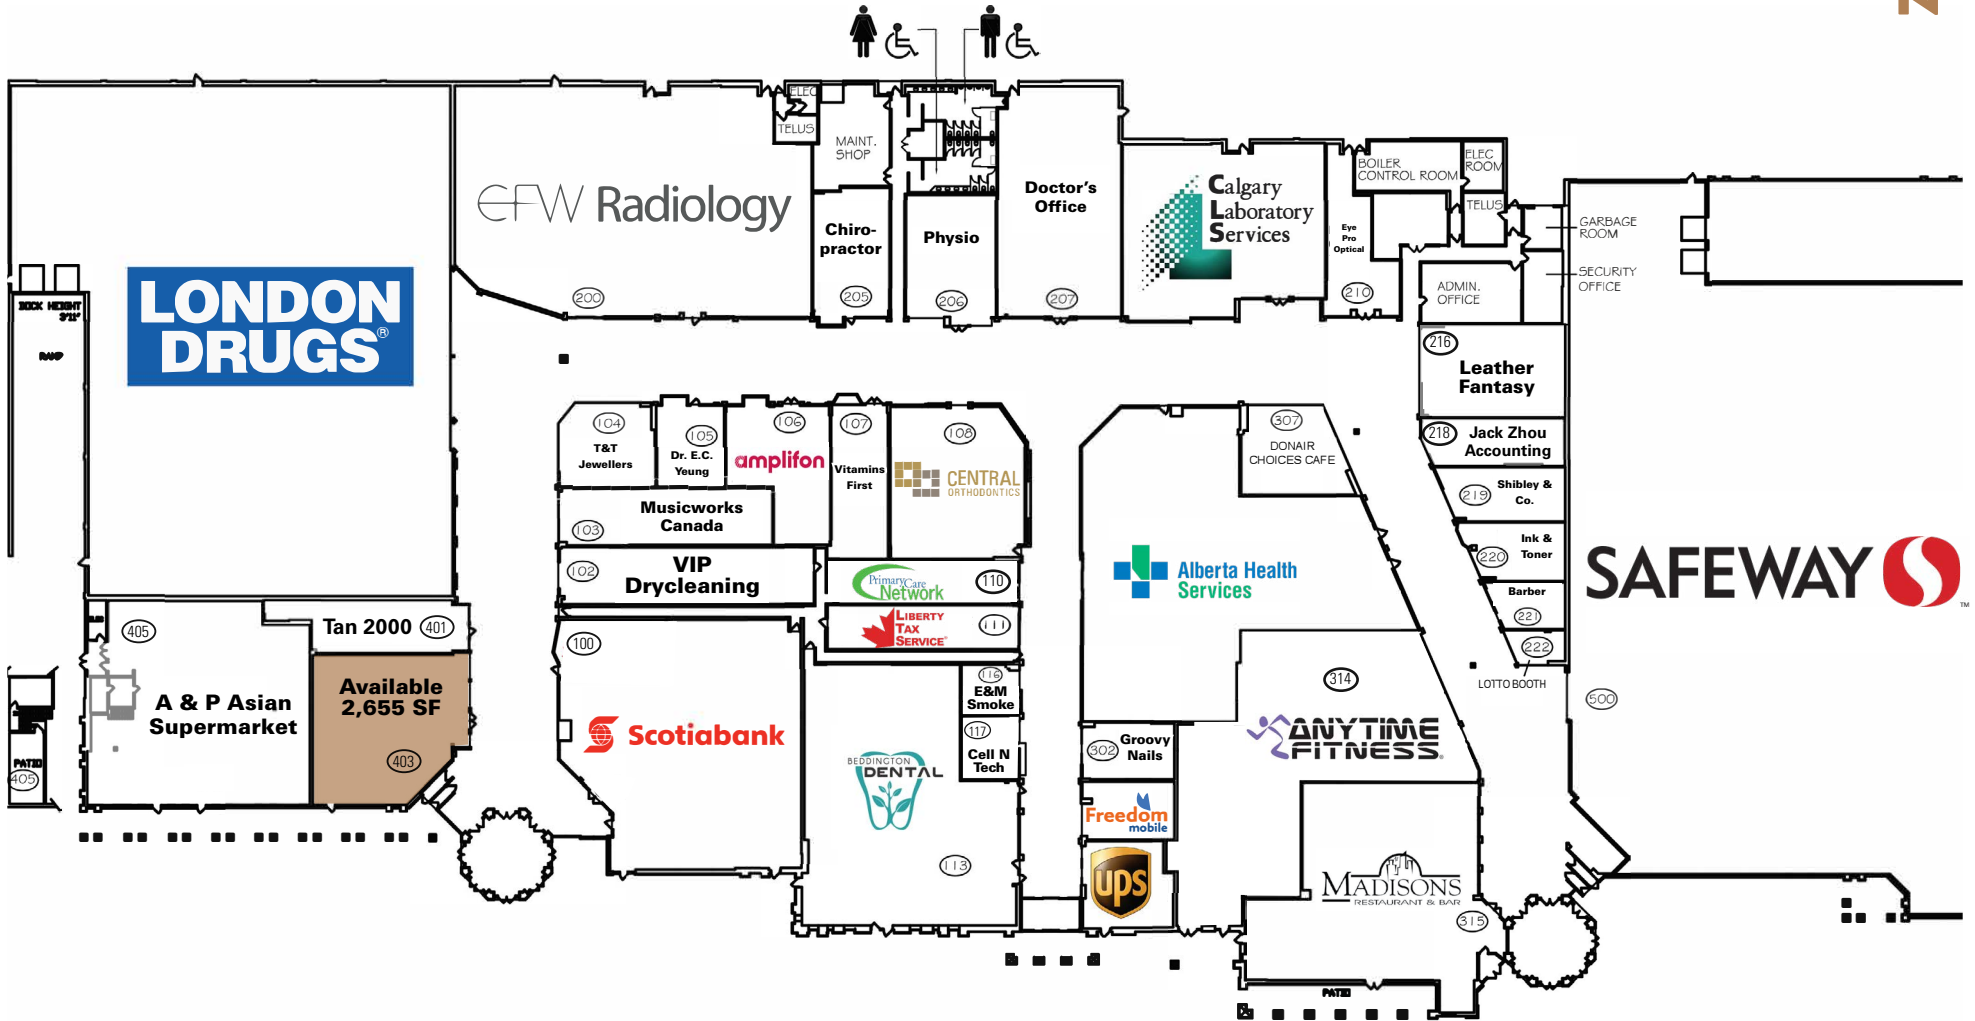 ELEC
TELUS
MAINT.
SHOP
EFW Radiology
200
Chiro-
practor
205
Physio
206
Doctor's
Office
207
Calgary
Laboratory
Services
Eye
Pro
Optical
210
BOILER
CONTROL ROOM
ELEC
ROOM
TELUS
GARBAGE
ROOM
SECURITY
OFFICE
ADMIN.
OFFICE
DOCK HEIGHT
3'11"
RAMP
LONDON
DRUGS®
216
Leather
Fantasy
218
Jack Zhou
Accounting
219
Shibley &
Co.
220
Ink &
Toner
Barber
221
222
LOTTO BOOTH
SAFEWAY
™
500
104
T&T
Jewellers
105
Dr. E.C.
Yeung
106
amplifon
107
Vitamins
First
108
CENTRAL
ORTHODONTICS
Musicworks
Canada
103
102
VIP
Drycleaning
PrimaryCare
Network
110
LIBERTY
TAX
SERVICE
111
100
Scotiabank
116
E&M
Smoke
117
Cell N
Tech
BEDDINGTON
DENTAL
113
307
DONAIR
CHOICES CAFE
Alberta Health
Services
314
ANYTIME
FITNESS
302
Groovy
Nails
Freedom
mobile
ups
MADISONS
RESTAURANT & BAR
315
PATIO
405
Tan 2000
401
A & P Asian
Supermarket
Available
2,655 SF
403
PATIO
405